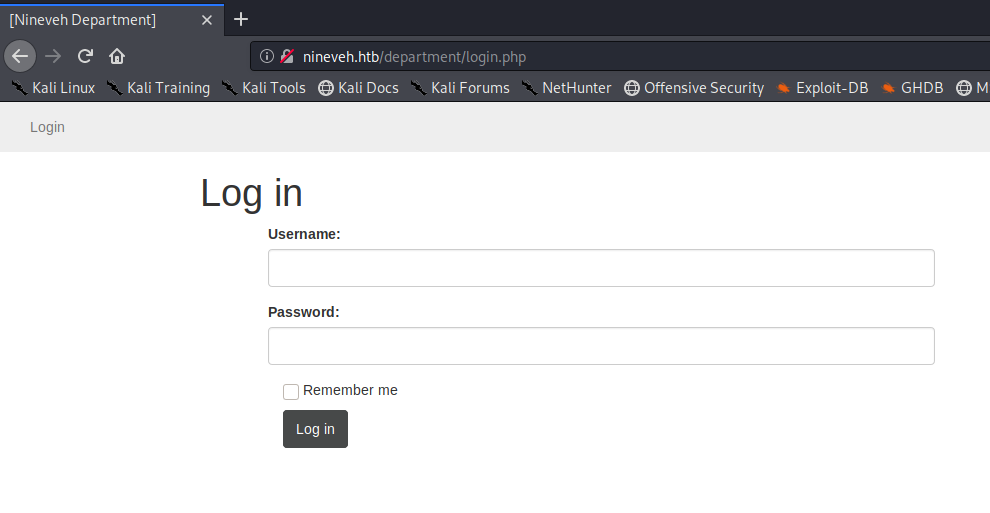 [Nineveh Department]
nineveh.htb/department/login.php
Kali Linux Kali Training Kali Tools Kali Docs Kali Forums NetHunter Offensive Security Exploit-DB GHDB M
Login
Log in
Username:
Password:
Remember me
Log in